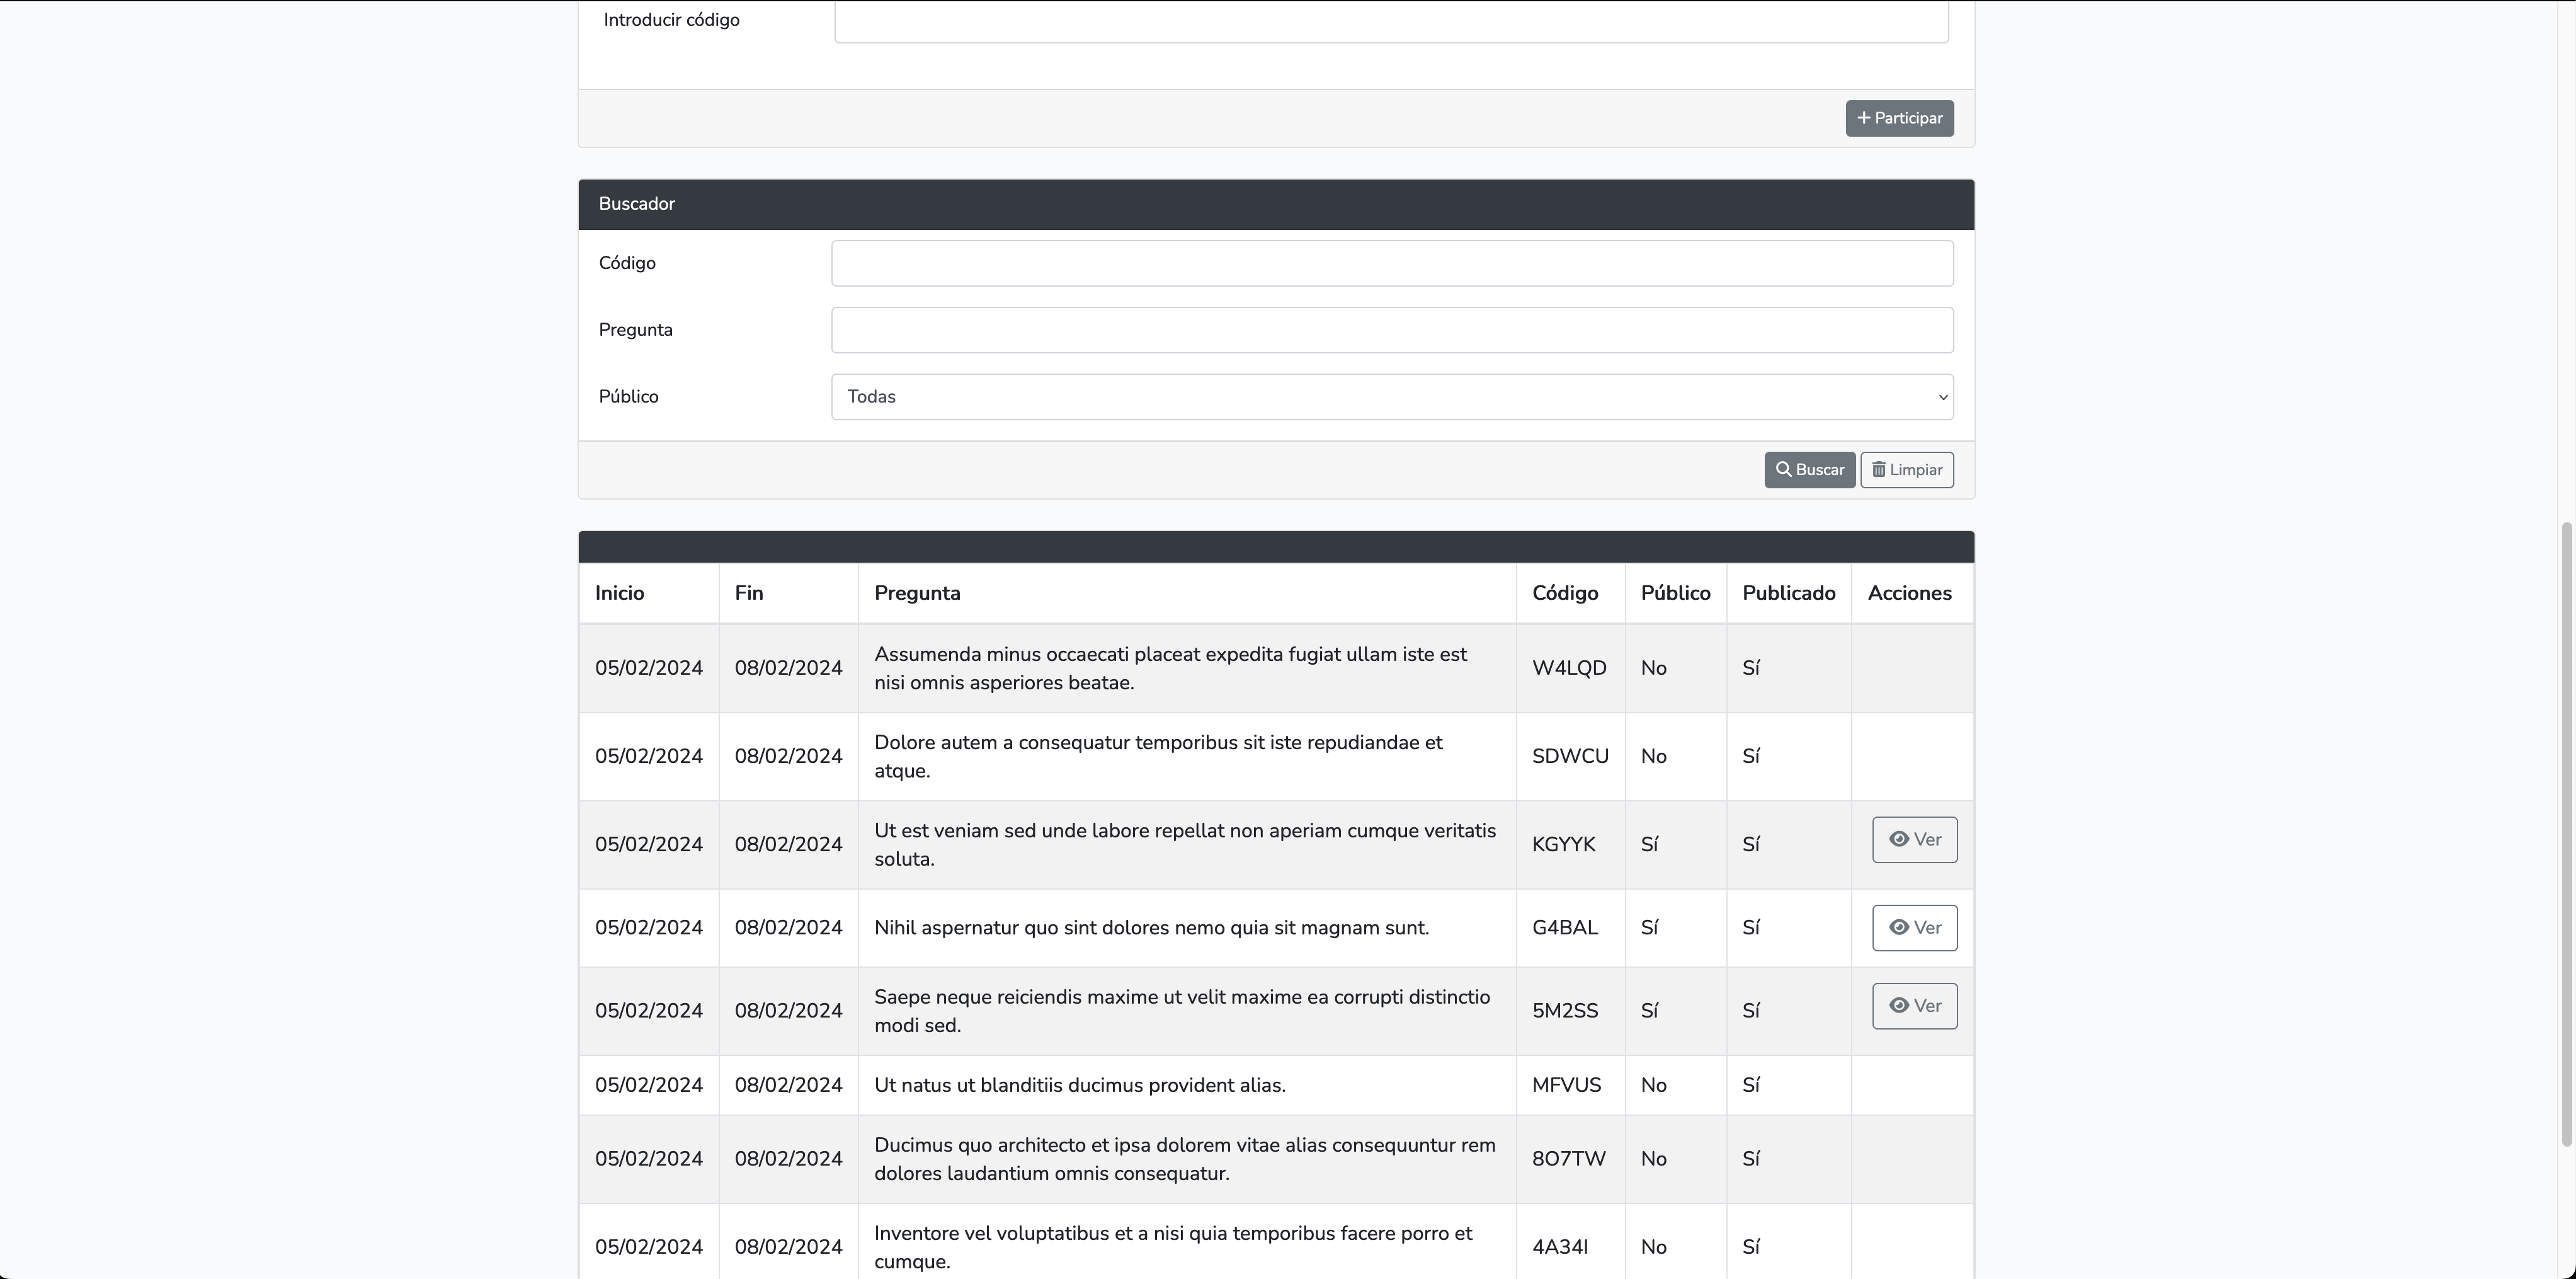 Introducir código
Participar
Buscador
Código
Pregunta
Público
Todas
Buscar Limpiar
Inicio Fin Pregunta Código Público Publicado Acciones
05/02/2024 08/02/2024 Assumenda minus occaecati placeat expedita fugiat ullam iste est
nisi omnis asperiores beatae. W4LQD No Sí
05/02/2024 08/02/2024 Dolore autem a consequatur temporibus sit iste repudiandae et
atque. SDWCU No Sí
05/02/2024 08/02/2024 Ut est veniam sed unde labore repellat non aperiam cumque veritatis
soluta. KGYYK Sí Sí Ver
05/02/2024 08/02/2024 Nihil aspernatur quo sint dolores nemo quia sit magnam sunt. G4BAL Sí Sí Ver
05/02/2024 08/02/2024 Saepe neque reiciendis maxime ut velit maxime ea corrupti distinctio
modi sed. 5M2SS Sí Sí Ver
05/02/2024 08/02/2024 Ut natus ut blanditiis ducimus provident alias. MFVUS No Sí
05/02/2024 08/02/2024 Ducimus quo architecto et ipsa dolorem vitae alias consequuntur rem
dolores laudantium omnis consequatur. 8O7TW No Sí
05/02/2024 08/02/2024 Inventore vel voluptatibus et a nisi quia temporibus facere porro et
cumque. 4A34I No Sí